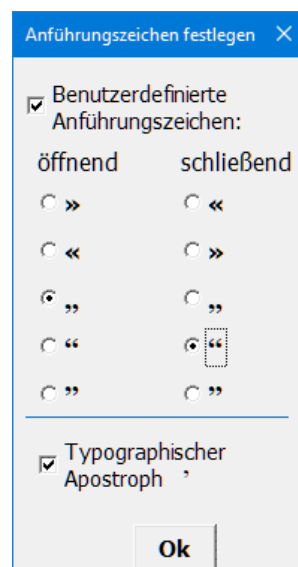 Anführungszeichen festlegen ×
Benutzerdefinierte
Anführungszeichen:
öffnend schließend
» «
« »
„ „
“ “
” ”
Typographischer
Apostroph ’
Ok